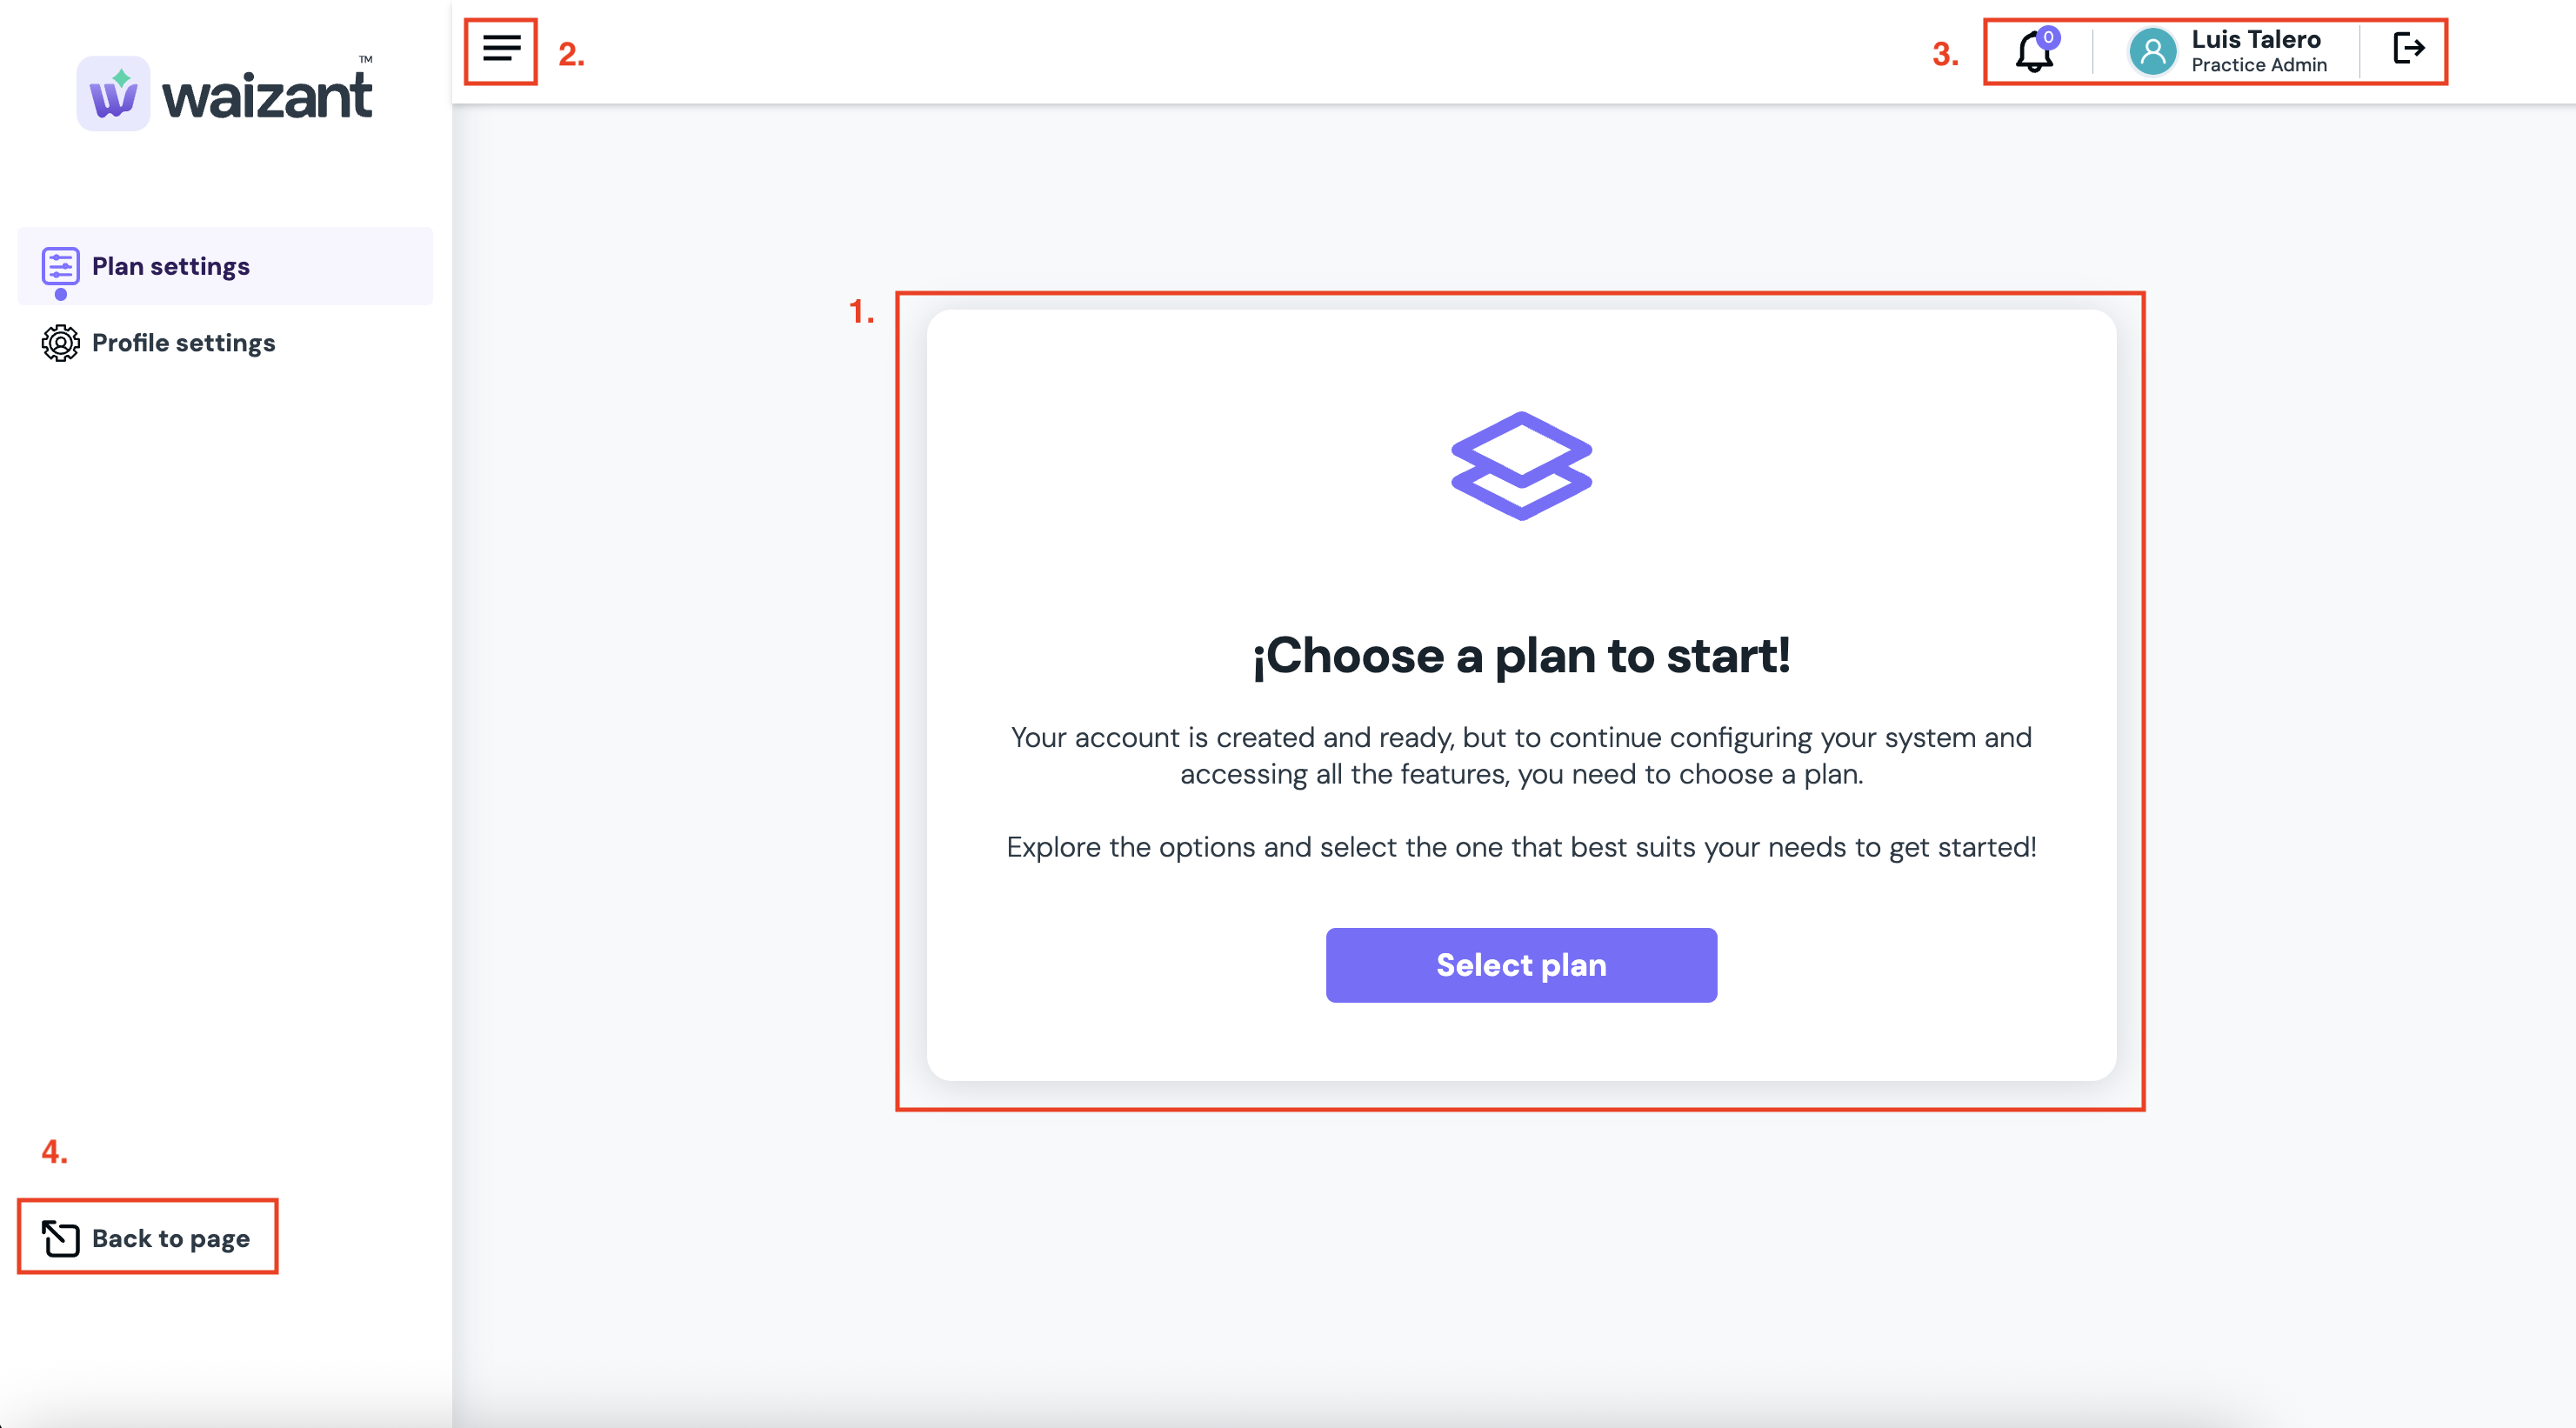 waizant™
Plan settings
Profile settings
4.
Back to page
2.
3.
0
Luis Talero
Practice Admin
1.
¡Choose a plan to start!
Your account is created and ready, but to continue configuring your system and
accessing all the features, you need to choose a plan.
Explore the options and select the one that best suits your needs to get started!
Select plan